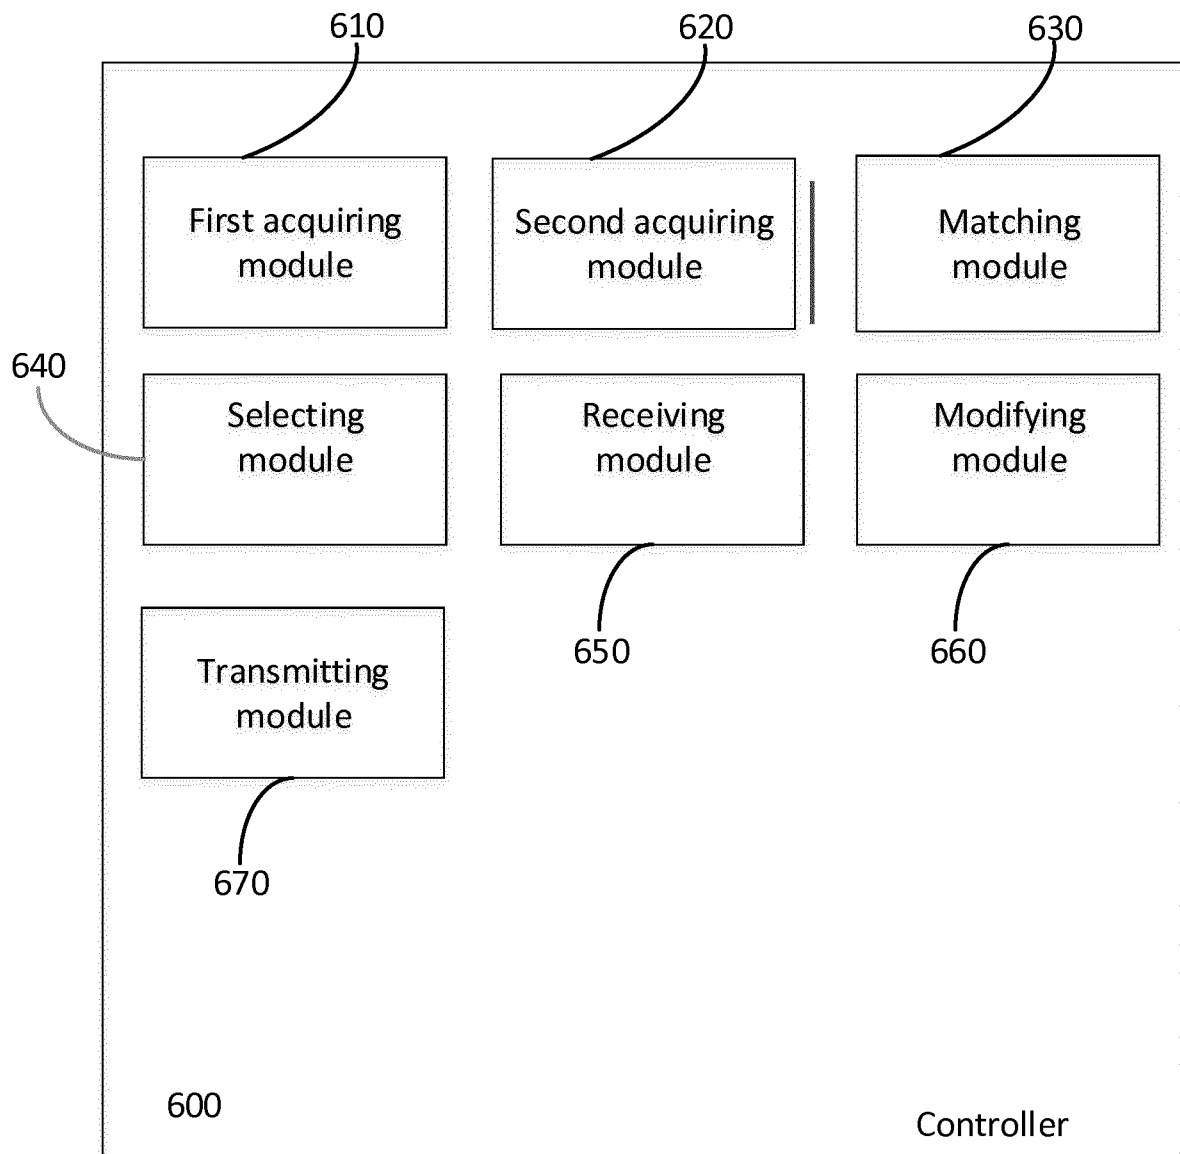 610
620
630
First acquiring
module
Second acquiring
module
Matching
module
640
Selecting
module
Receiving
module
Modifying
module
650
660
Transmitting
module
670
600
Controller